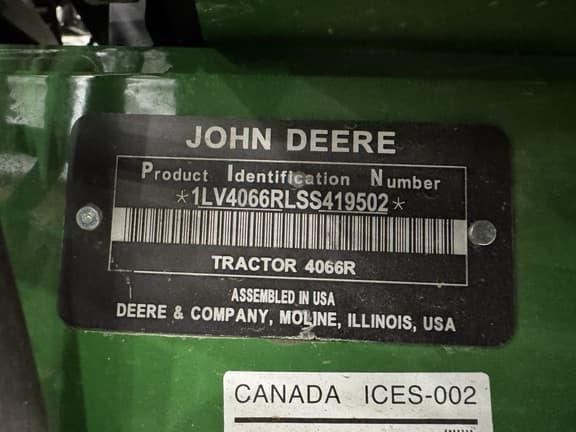 JOHN DEERE
Product Identification Number
*1LV4066RLSS419502*
TRACTOR 4066R
ASSEMBLED IN USA
DEERE & COMPANY, MOLINE, ILLINOIS, USA
CANADA ICES-002